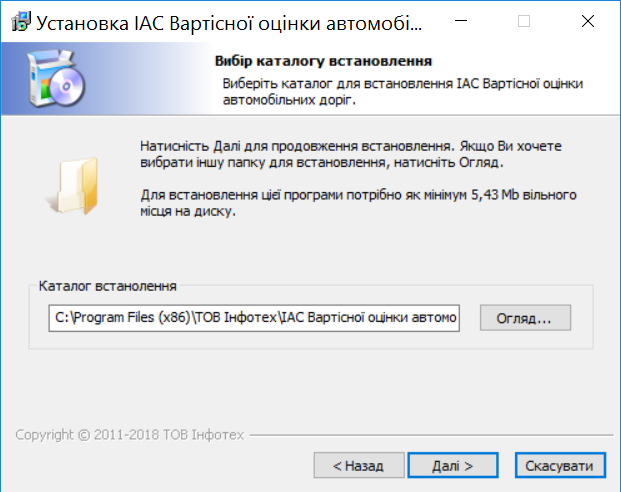 Установка ІАС Вартісної оцінки автомобі...
Вибір каталогу встановлення
Виберіть каталог для встановлення ІАС Вартісної оцінки
автомобільних доріг.
Натисність Далі для продовження встановлення. Якщо Ви хочете
вибрати іншу папку для встановлення, натисніть Огляд.
Для встановлення цієї програми потрібно як мінімум 5,43 Mb вільного
місця на диску.
Каталог встанолення
C:\Program Files (x86)\ТОВ Інфотех\ІАС Вартісної оцінки автомо
Огляд...
Copyright © 2011-2018 ТОВ Інфотех
< Назад
Далі >
Скасувати